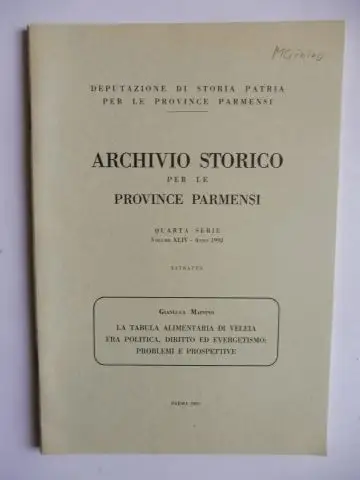 DEPUTAZIONE DI STORIA PATRIA
PER LE PROVINCE PARMENSI
ARCHIVIO STORICO
PER LE
PROVINCE PARMENSI
QUARTA SERIE
VOLUME XLIV - ANNO 1992
ESTRATTO
GIANLUCA
LA TABULA ALIMENTARIA DI VELEIA
FRA POLITICA, DIRITTO ED EVERGETISMO:
PROBLEMI E PROSPETTIVE
PARMA